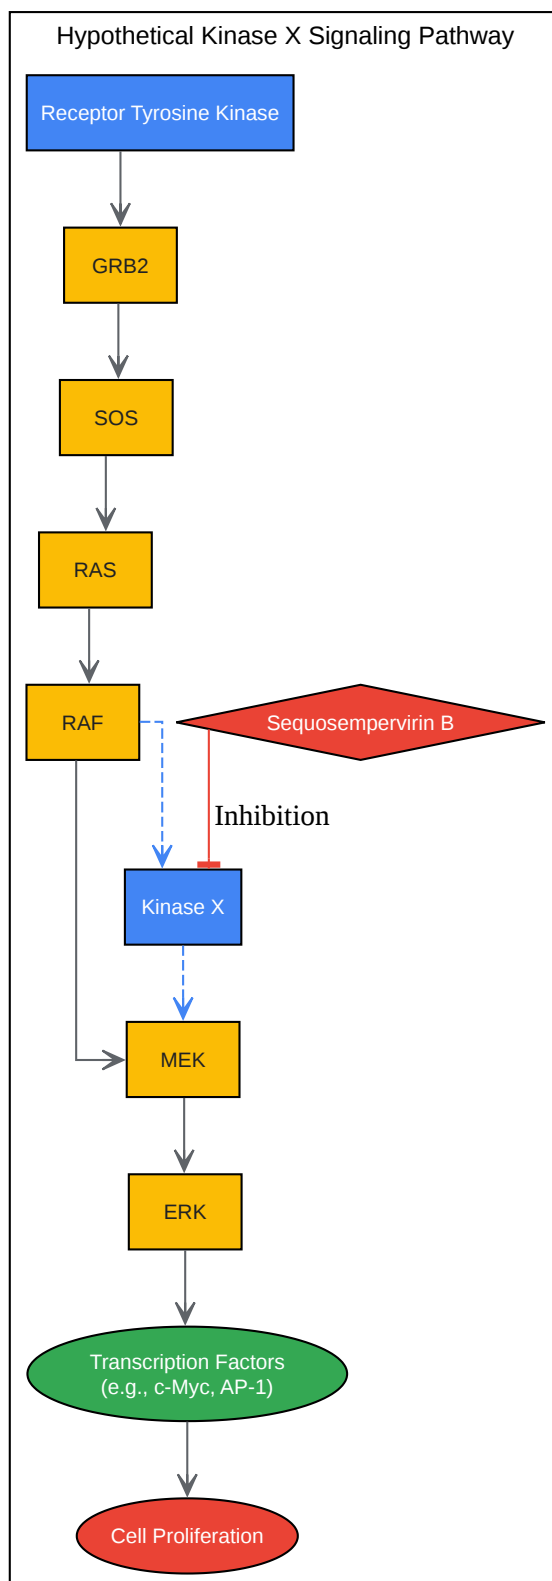 Hypothetical Kinase X Signaling Pathway
Receptor Tyrosine Kinase
GRB2
SOS
RAS
RAF
Sequosempervirin B
Inhibition
Kinase X
MEK
ERK
Transcription Factors
(e.g., c-Myc, AP-1)
Cell Proliferation